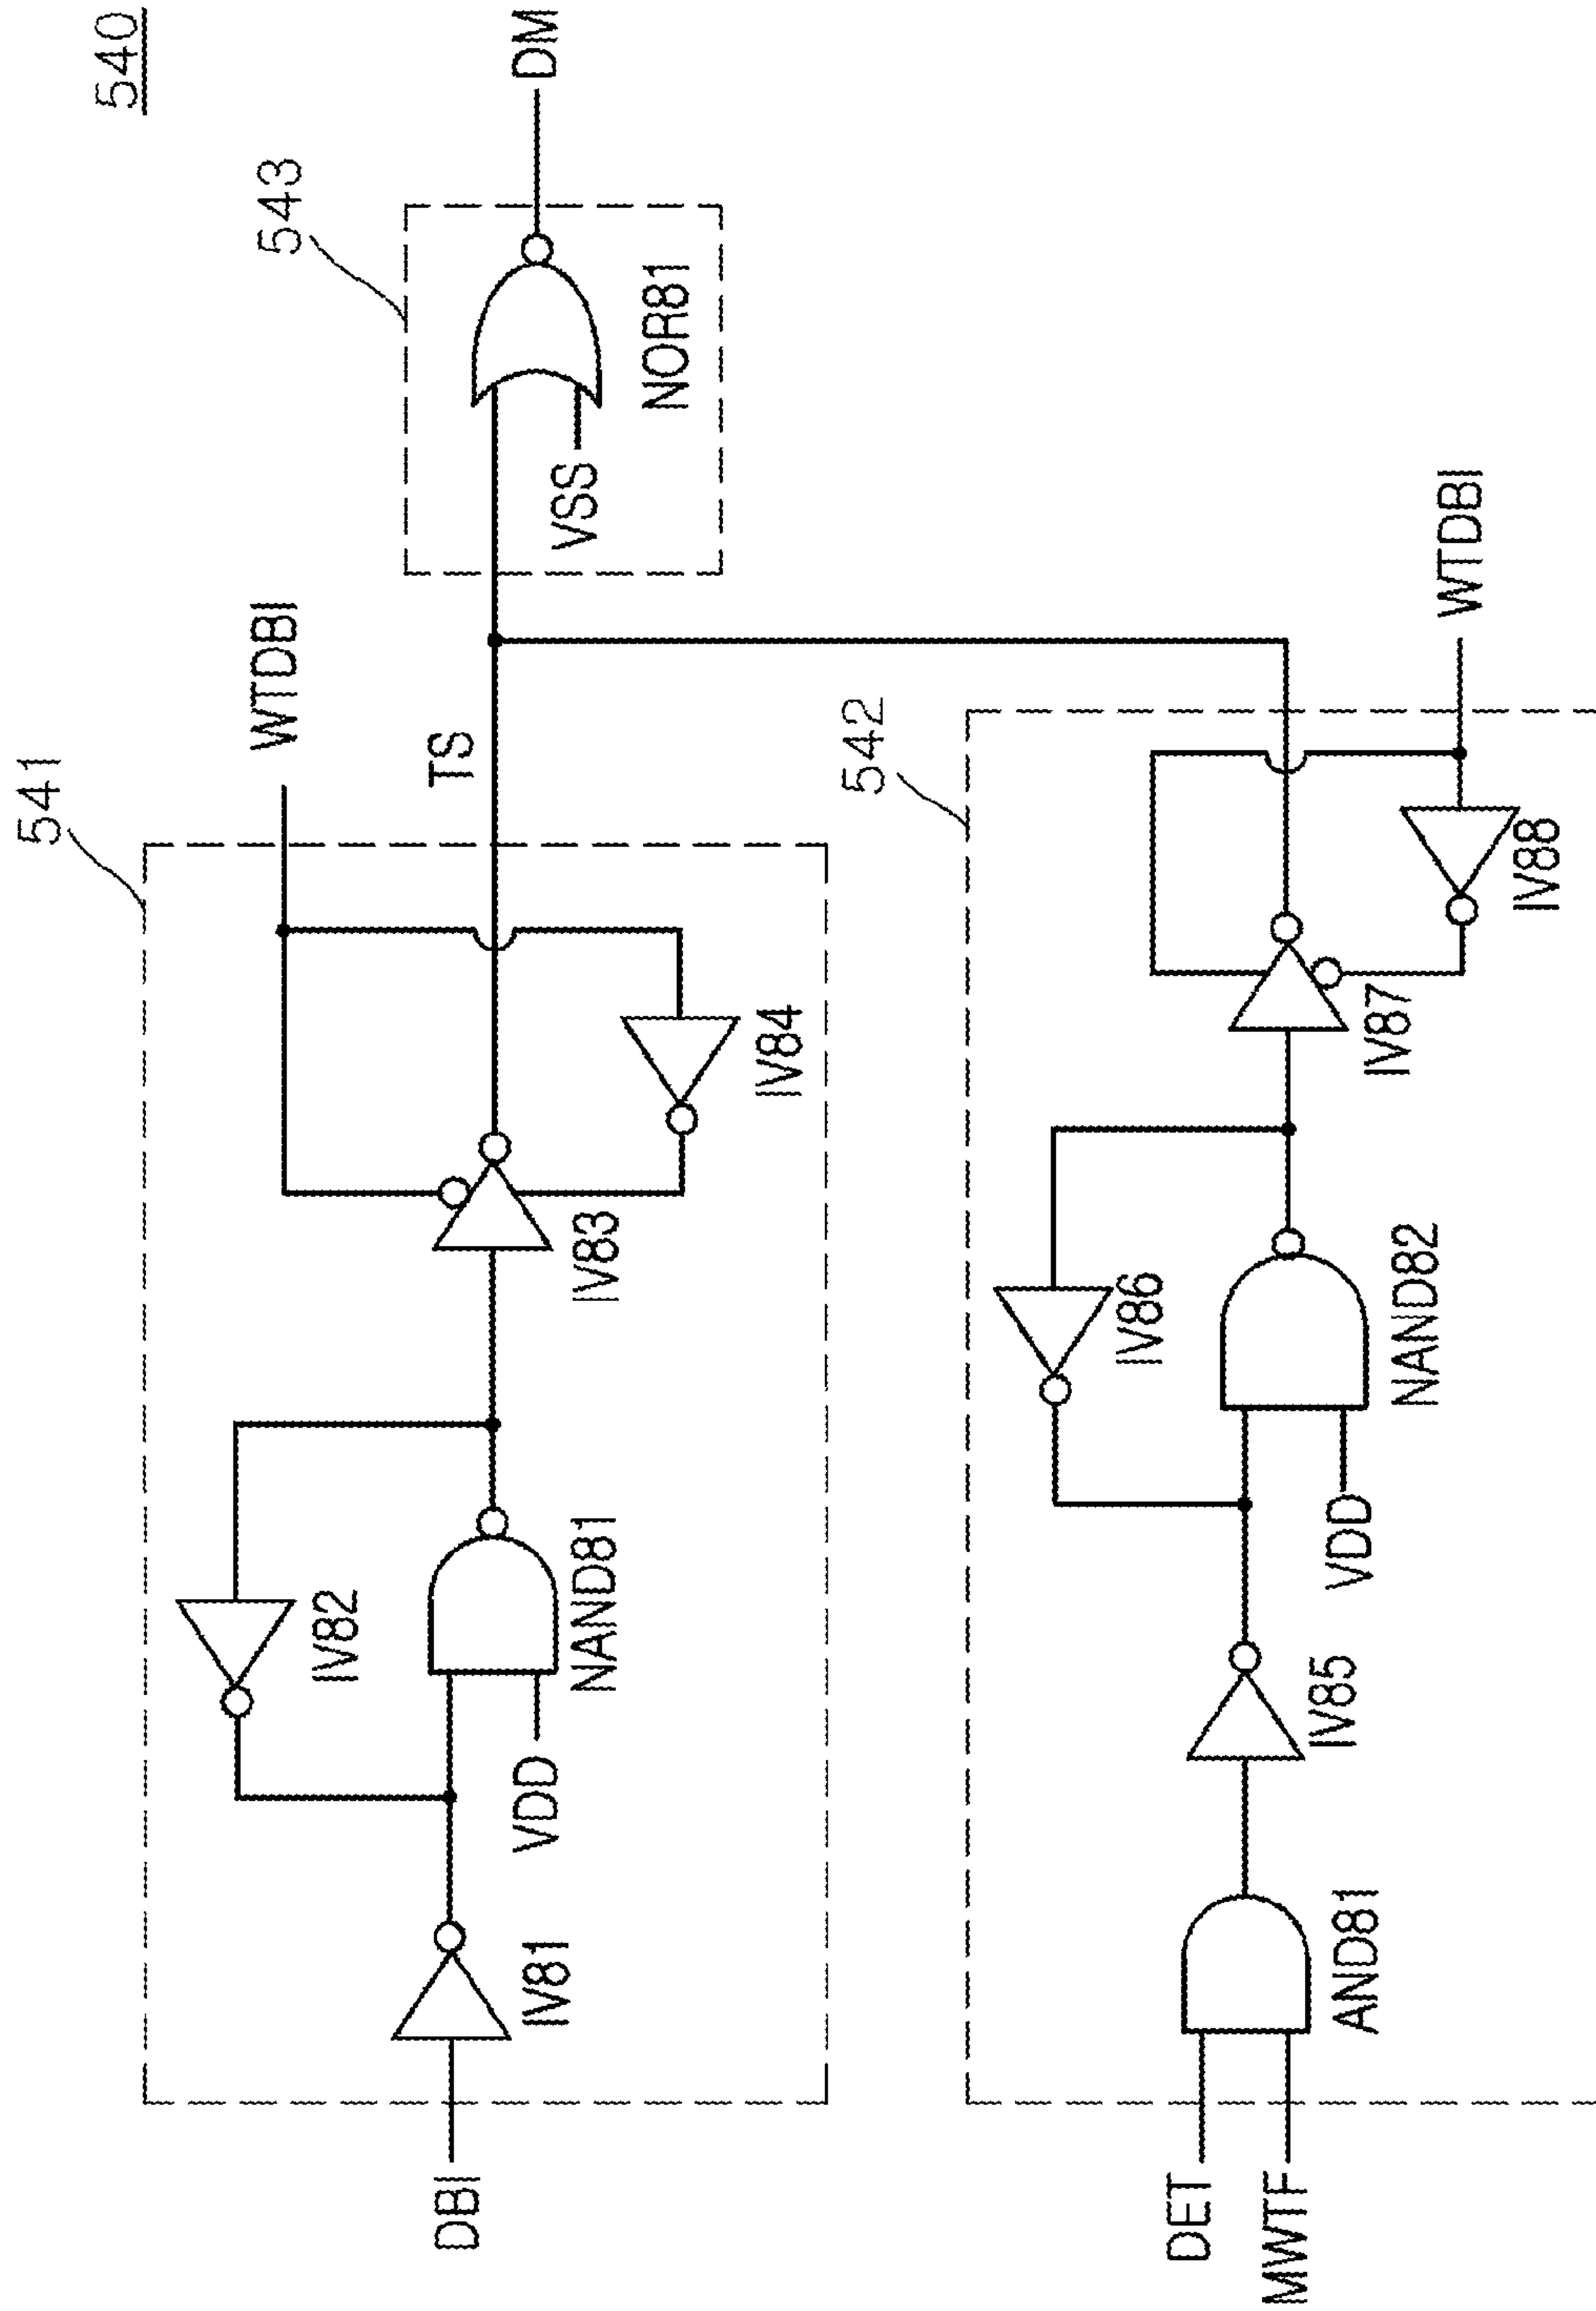 540
541
WTDBI
543
DM
TS
IV82
IV84
DBI
IV81
VDD
NAND81
IV83
VSS
NOR81
542
WTDBI
IV86
DET
MWTF
AND81
IV85
VDD
NAND82
IV87
IV88